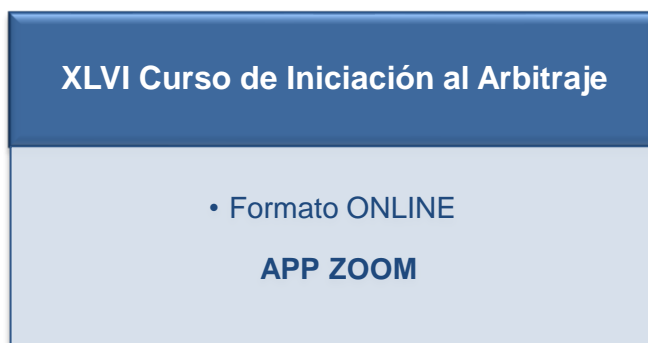 XLVI Curso de Iniciación al Arbitraje
• Formato ONLINE
APP ZOOM